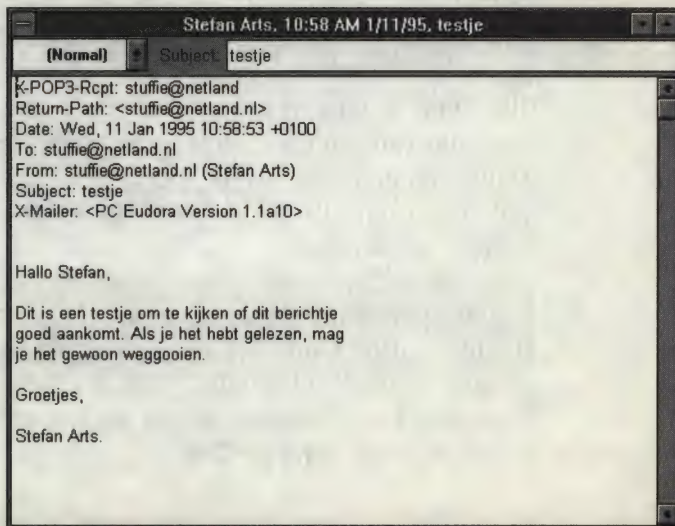 Stefan Arts, 10:58 AM 1/11/95, testje
(Normal) Subject: testje
X-POP3-Rcpt: stuffie@netland
Return-Path: <stuffie@netland.nl>
Date: Wed, 11 Jan 1995 10:58:53 +0100
To: stuffie@netland.nl
From: stuffie@netland.nl (Stefan Arts)
Subject: testje
X-Mailer: <PC Eudora Version 1.1a10>
Hallo Stefan,
Dit is een testje om te kijken of dit berichtje
goed aankomt. Als je het hebt gelezen, mag
je het gewoon weggooien.
Groetjes,
Stefan Arts.